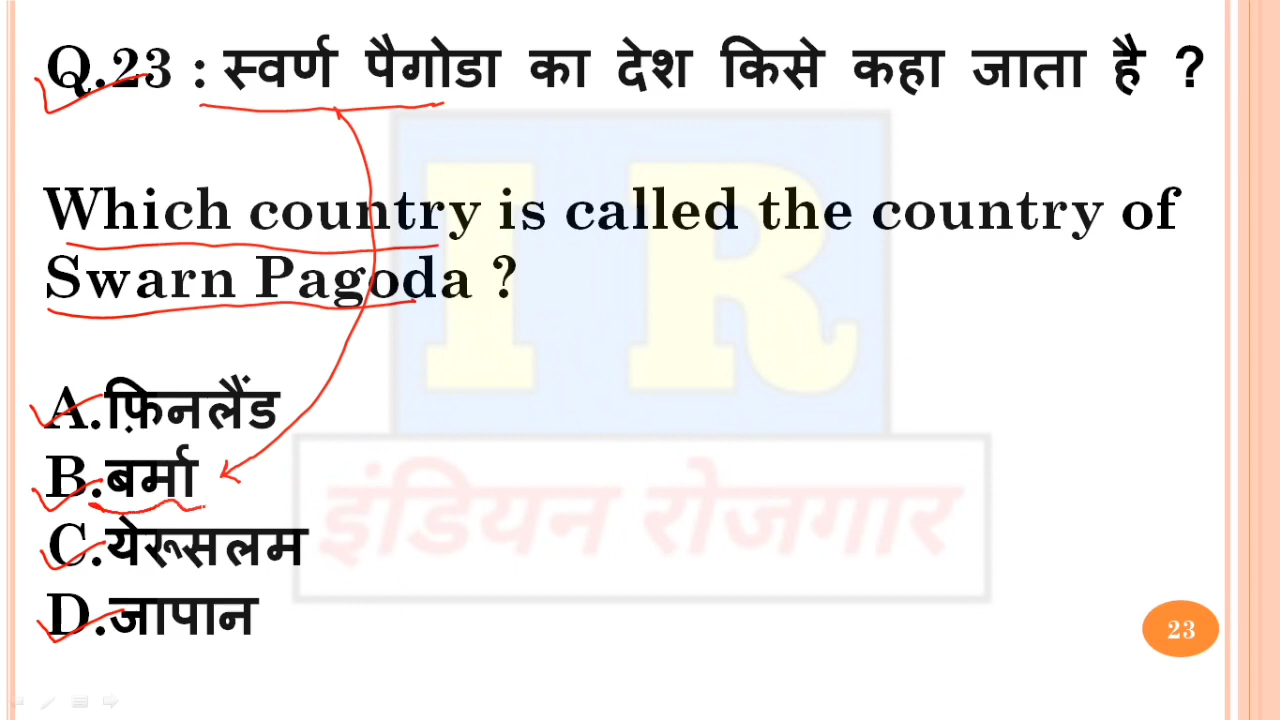 Q.23 : स्वर्ण पैगोडा का देश किसे कहा जाता है ?
Which country is called the country of
Swarn Pagoda ?
A.फ़िनलैंड
B.बर्मा
C.येरूसलम
D.जापान
I R
इंडियन रोजगार
23